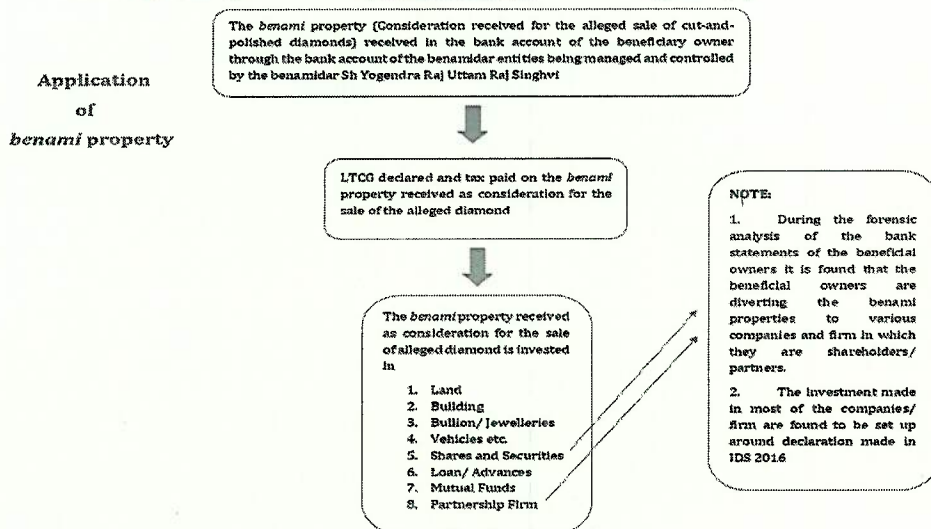 The benami property (Consideration received for the alleged sale of cut-and-
polished diamonds) received in the bank account of the beneficiary owner
through the bank account of the benamidar entities being managed and controlled
by the benamidar Sh Yogendra Raj Uttam Raj Singhvi
Application
of
benami property
LTCG declared and tax paid on the benami
property received as consideration for the
sale of the alleged diamond
The benami property received
as consideration for the sale
of alleged diamond is invested
in
1. Land
2. Building
3. Bullion/ Jewelleries
4. Vehicles etc.
5. Shares and Securities
6. Loan/ Advances
7. Mutual Funds
8. Partnership Firm
NOTE:
1. During the forensic
analysis of the bank
statements of the beneficial
owners it is found that the
beneficial owners are
diverting the benami
properties to various
companies and firm in which
they are shareholders/
partners.
2. The investment made
in most of the companies/
firm are found to be set up
around declaration made in
IDS 2016